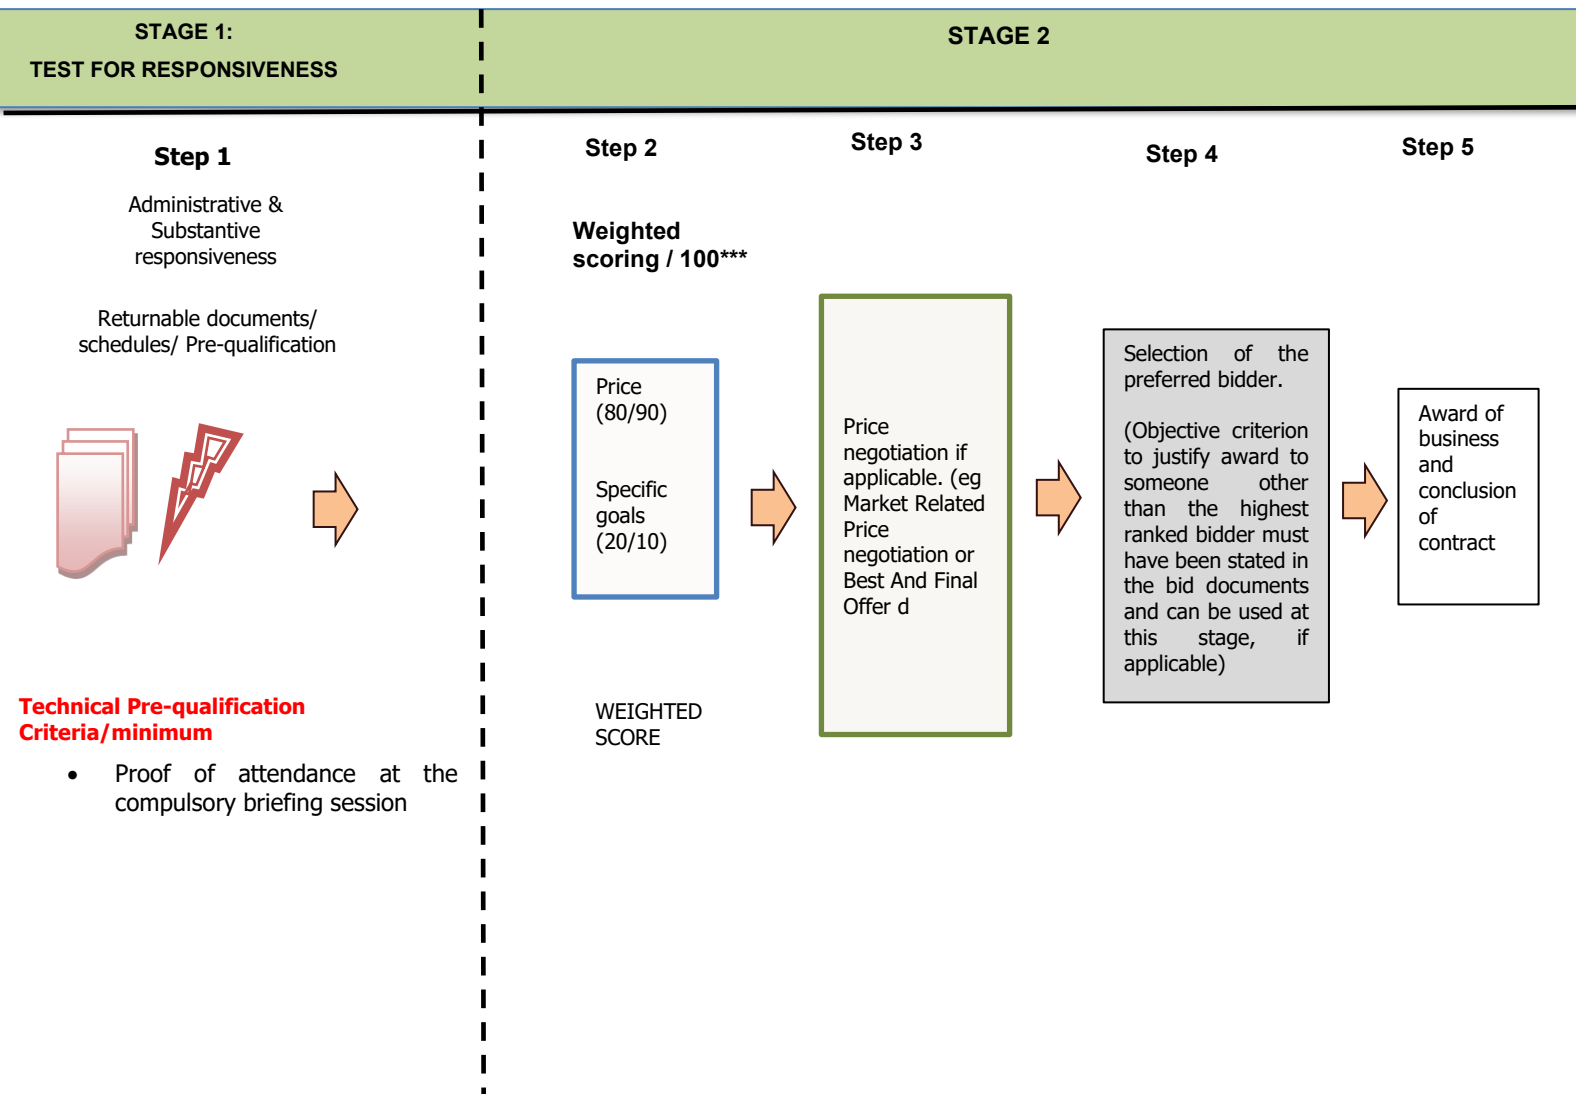 STAGE 1:
TEST FOR RESPONSIVENESS
STAGE 2
Step 1
Administrative &
Substantive
responsiveness
Returnable documents/
schedules/ Pre-qualification
Technical Pre-qualification
Criteria/minimum
• Proof of attendance at the
compulsory briefing session
Step 2
Weighted
scoring / 100***
Price
(80/90)
Specific
goals
(20/10)
WEIGHTED
SCORE
Step 3
Price
negotiation if
applicable. (eg
Market Related
Price
negotiation or
Best And Final
Offer d
Step 4
Selection of the
preferred bidder.
(Objective criterion
to justify award to
someone other
than the highest
ranked bidder must
have been stated in
the bid documents
and can be used at
this stage, if
applicable)
Step 5
Award of
business
and
conclusion
of
contract